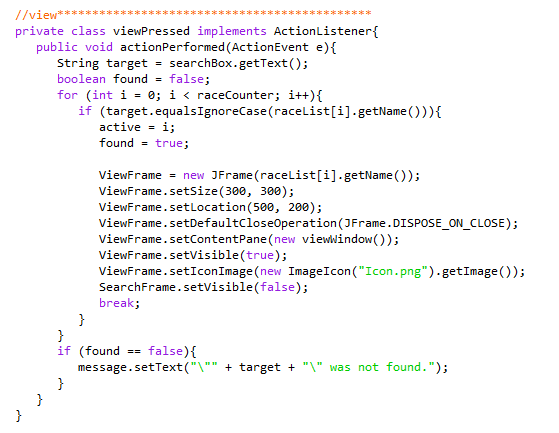 //view******************************************
private class viewPressed implements ActionListener{
public void actionPerformed(ActionEvent e){
String target = searchBox.getText();
boolean found = false;
for (int i = 0; i < raceCounter; i++){
if (target.equalsIgnoreCase(raceList[i].getName())){
active = i;
found = true;
ViewFrame = new JFrame(raceList[i].getName());
ViewFrame.setSize(300, 300);
ViewFrame.setLocation(500, 200);
ViewFrame.setDefaultCloseOperation(JFrame.DISPOSE_ON_CLOSE);
ViewFrame.setContentPane(new viewWindow());
ViewFrame.setVisible(true);
ViewFrame.setIconImage(new ImageIcon("Icon.png").getImage());
SearchFrame.setVisible(false);
break;
}
}
if (found == false){
message.setText("\"" + target + "\" was not found.");
}
}
}